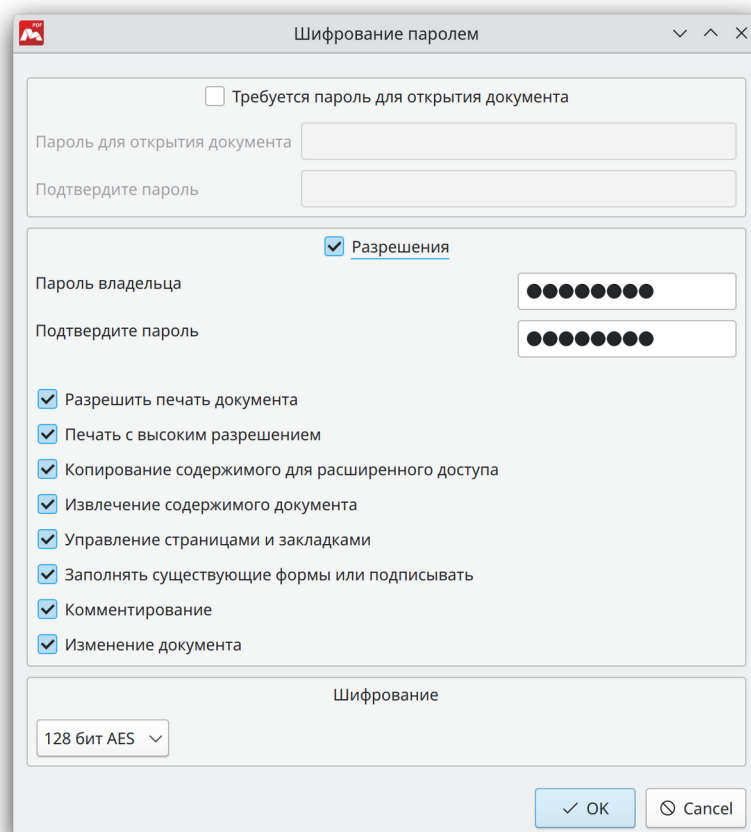 PDF
Шифрование паролем
Требуется пароль для открытия документа
Пароль для открытия документа
Подтвердите пароль
Разрешения
Пароль владельца
Подтвердите пароль
Разрешить печать документа
Печать с высоким разрешением
Копирование содержимого для расширенного доступа
Извлечение содержимого документа
Управление страницами и закладками
Заполнять существующие формы или подписывать
Комментирование
Изменение документа
Шифрование
128 бит AES
OK
Cancel